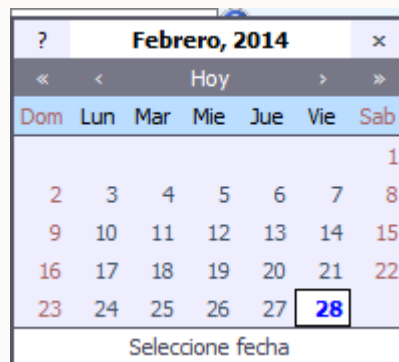 ? Febrero, 2014 ×
« ‹ Hoy › »
Dom Lun Mar Mie Jue Vie Sab
1
2 3 4 5 6 7 8
9 10 11 12 13 14 15
16 17 18 19 20 21 22
23 24 25 26 27 28
Seleccione fecha